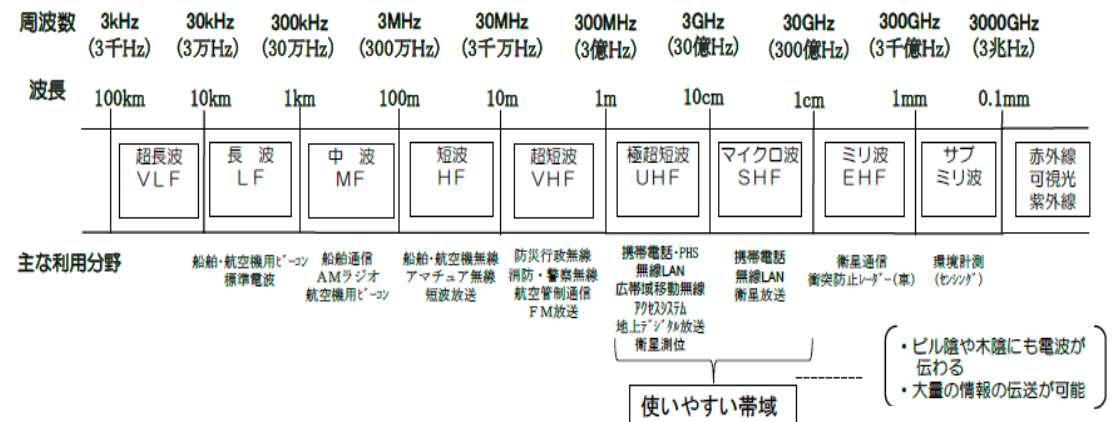 周波数 3kHz 30kHz 300kHz 3MHz 30MHz 300MHz 3GHz 30GHz 300GHz 3000GHz
(3千Hz) (3万Hz) (30万Hz) (300万Hz) (3千万Hz) (3億Hz) (30億Hz) (300億Hz) (3千億Hz) (3兆Hz)
波長 100km 10km 1km 100m 10m 1m 10cm 1cm 1mm 0.1mm
超長波
VLF
長 波
LF
中 波
MF
短波
HF
超短波
VHF
極超短波
UHF
マイクロ波
SHF
ミリ波
EHF
サブ
ミリ波
赤外線
可視光
紫外線
主な利用分野
船舶・航空機用ビーコン
標準電波
船舶通信
AMラジオ
航空機用ビーコン
船舶・航空機無線
アマチュア無線
短波放送
防災行政無線
消防・警察無線
航空管制通信
FM放送
携帯電話・PHS
無線LAN
広帯域移動無線
アクセスシステム
地上デジタル放送
衛星測位
携帯電話
無線LAN
衛星放送
衛星通信
衝突防止レーダー(車)
環境計測
(センシング)
使いやすい帯域
・ビル陰や木陰にも電波が
伝わる
・大量の情報の伝送が可能